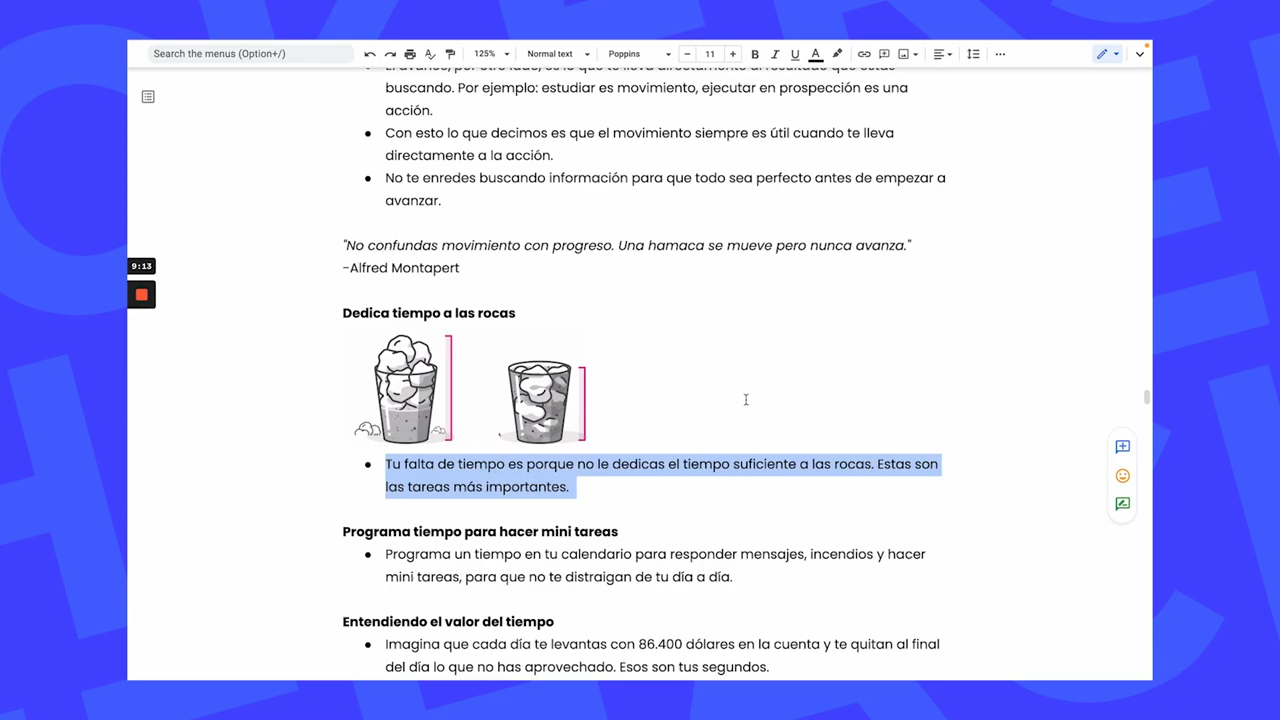 Search the menus (Option+/)
125%
Normal text
Poppins
11
B
I
U
A
buscando. Por ejemplo: estudiar es movimiento, ejecutar en prospección es una
acción.
Con esto lo que decimos es que el movimiento siempre es útil cuando te lleva
directamente a la acción.
No te enredes buscando información para que todo sea perfecto antes de empezar a
avanzar.
"No confundas movimiento con progreso. Una hamaca se mueve pero nunca avanza."
-Alfred Montapert
9:13
Dedica tiempo a las rocas
Tu falta de tiempo es porque no le dedicas el tiempo suficiente a las rocas. Estas son
las tareas más importantes.
Programa tiempo para hacer mini tareas
Programa un tiempo en tu calendario para responder mensajes, incendios y hacer
mini tareas, para que no te distraigan de tu día a día.
Entendiendo el valor del tiempo
Imagina que cada día te levantas con 86.400 dólares en la cuenta y te quitan al final
del día lo que no has aprovechado. Esos son tus segundos.